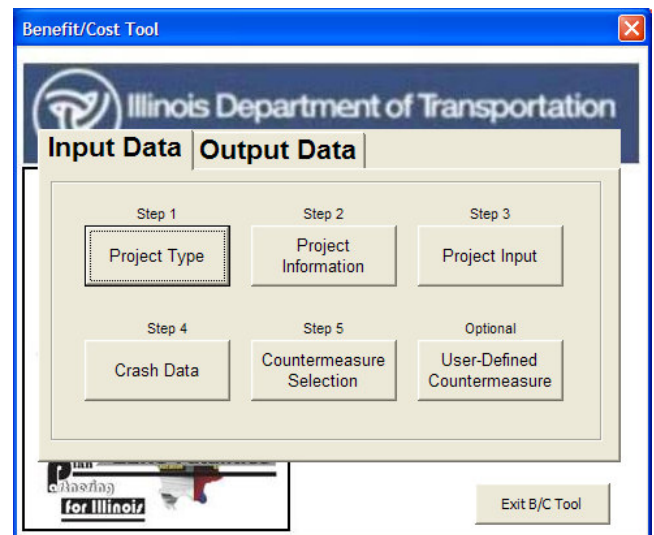 Benefit/Cost Tool
Illinois Department of Transportation
Input Data Output Data
Step 1 Step 2 Step 3
Project Type Project Information Project Input
Step 4 Step 5 Optional
Crash Data Countermeasure Selection User-Defined Countermeasure
Plan
for Illinois
Exit B/C Tool